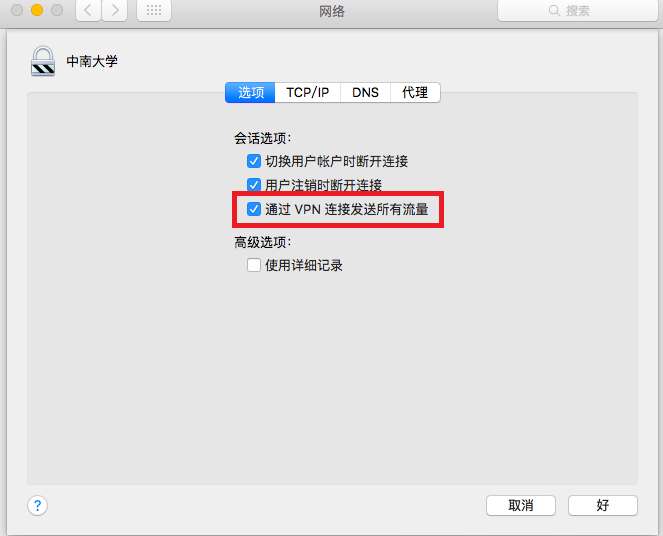 网络
搜索
中南大学
选项 TCP/IP DNS 代理
会话选项：
切换用户帐户时断开连接
用户注销时断开连接
通过 VPN 连接发送所有流量
高级选项：
使用详细记录
?
取消
好